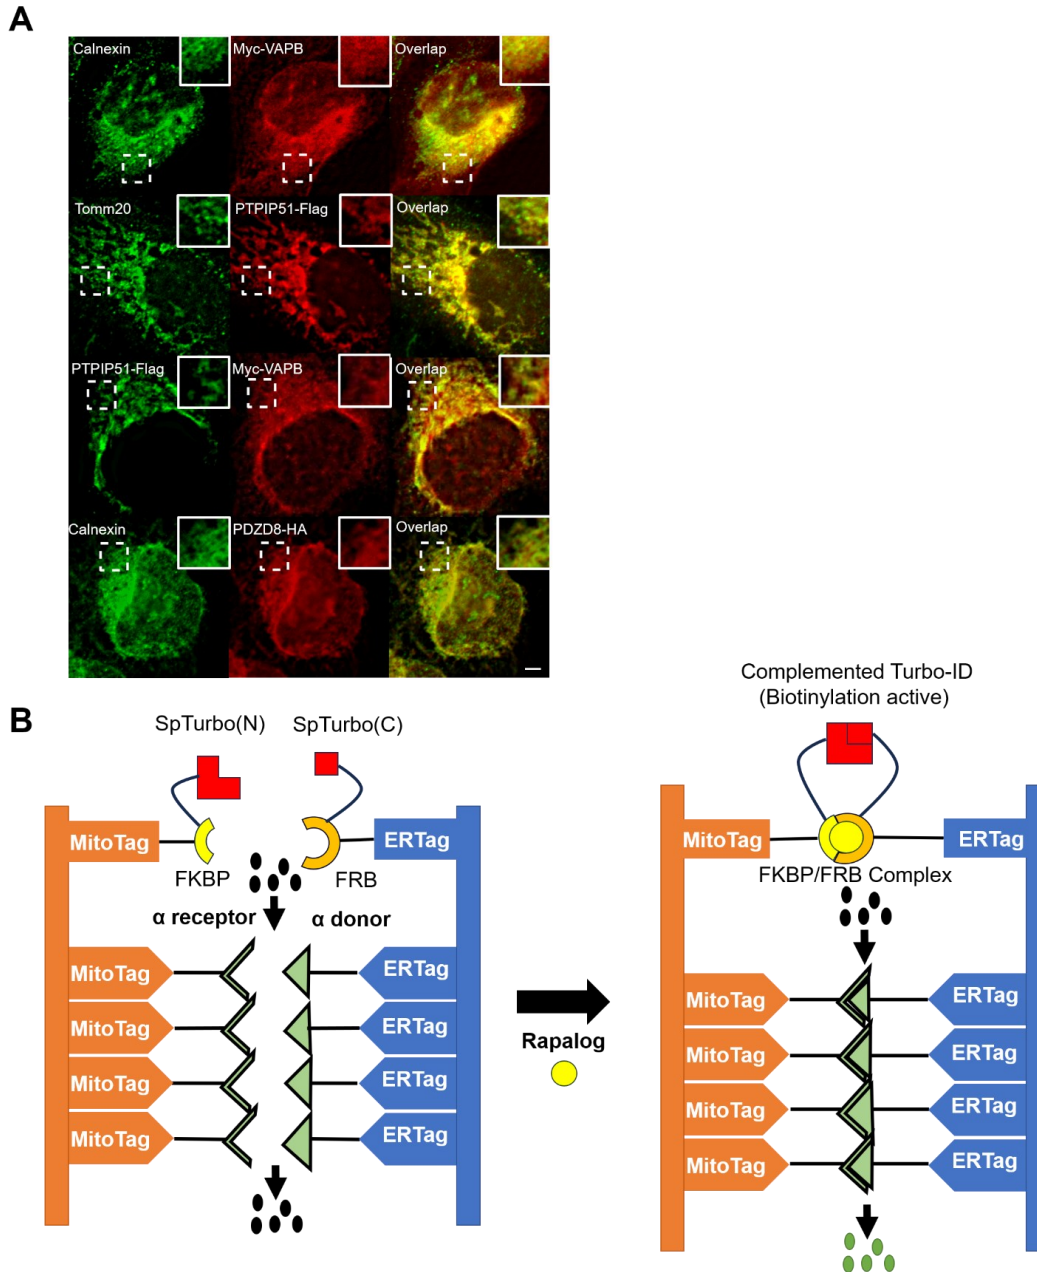 A
Calnexin Myc-VAPB Overlap
Tomm20 PTPIP51-Flag Overlap
PTPIP51-Flag Myc-VAPB Overlap
Calnexin PDZD8-HA Overlap
B
SpTurbo(N) SpTurbo(C)
MitoTag ERTag
FKBP FRB
α receptor α donor
MitoTag ERTag
MitoTag ERTag
MitoTag ERTag
MitoTag ERTag
Rapalog
Complemented Turbo-ID
(Biotinylation active)
MitoTag ERTag
FKBP/FRB Complex
MitoTag ERTag
MitoTag ERTag
MitoTag ERTag
MitoTag ERTag